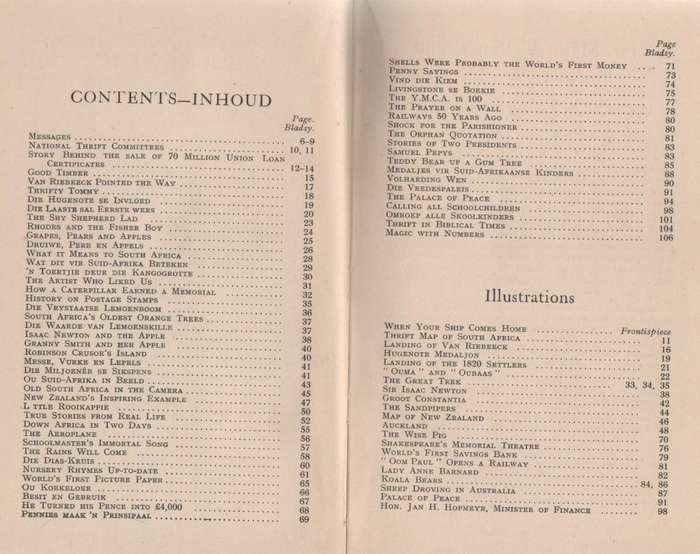 CONTENTS—INHOUD
Page.
Bladsy.
Messages 6–9
National Thrift Committees 10, 11
Story Behind the sale of 70 Million Union Loan
Certificates 12–14
Good Timber 15
Van Riebeeck Pointed the Way 17
Thrifty Tommy 18
Die Hugenote se Invloed 19
Die Laaste sal Eerste wees 20
The Shy Shepherd Lad 23
Rhodes and the Fisher Boy 24
Grapes, Pears and Apples 25
Druiwe, Pere en Appels 26
What it Means to South Africa 28
Wat dit vir Suid-Afrika Beteken 29
'n Toertjie deur die Kangogrotte 30
The Artist Who Liked Us 31
How a Caterpillar Earned a Memorial 32
History on Postage Stamps 35
Die Vrystaatse Lemoenboom 36
South Africa's Oldest Orange Trees 37
Die Waarde van Lemoenskille 37
Isaac Newton and the Apple 38
Granny Smith and her Apple 40
Robinson Crusoe's Island 40
Messe, Vurke en Lepels 41
Die Miljoenêr se Sikspens 41
Ou Suid-Afrika in Beeld 43
Old South Africa in the Camera 45
New Zealand's Inspiring Example 47
L ttle Rooikappie 50
True Stories from Real Life 52
Down Africa in Two Days 55
The Aeroplane 56
Schoolmaster's Immortal Song 57
The Rains Will Come 58
Die Dias-Kruis 60
Nursery Rhymes Up-to-date 61
World's First Picture Paper 65
Ou Koekeloer 66
Besit en Gebruik 67
He Turned his Pence into £4,000 68
Pennies maak 'n Prinsipaal 69
Page
Bladsy.
Shells Were Probably the World's First Money 71
Penny Sayings 73
Vind die Kiem 74
Livingstone se Boekie 75
The Y.M.C.A. is 100 77
The Prayer on a Wall 78
Railways 50 Years Ago 80
Shock for the Parishioner 80
The Orphan Quotation 81
Stories of Two Presidents 83
Samuel Pepys 83
Teddy Bear up a Gum Tree 85
Medaljes vir Suid-Afrikaanse Kinders 88
Volharding Wen 90
Die Vredespaleis 91
The Palace of Peace 94
Calling all Schoolchildren 98
Omroep alle Skoolkinders 101
Thrift in Biblical Times 104
Magic with Numbers 106
Illustrations
When Your Ship Comes Home Frontispiece
Thrift Map of South Africa 11
Landing of Van Riebeeck 16
Hugenote Medaljon 19
Landing of the 1820 Settlers 21
"Ouma" and "Oubaas" 22
The Great Trek 33, 34, 35
Sir Isaac Newton 38
Groot Constantia 42
The Sandpipers 44
Map of New Zealand 46
Auckland 48
The Wise Pig 70
Shakespeare's Memorial Theatre 76
World's First Savings Bank 79
"Oom Paul" Opens a Railway 81
Lady Anne Barnard 82
Koala Bears 84, 86
Sheep Droving in Australia 87
Palace of Peace 91
Hon. Jan H. Hofmeyr, Minister of Finance 98